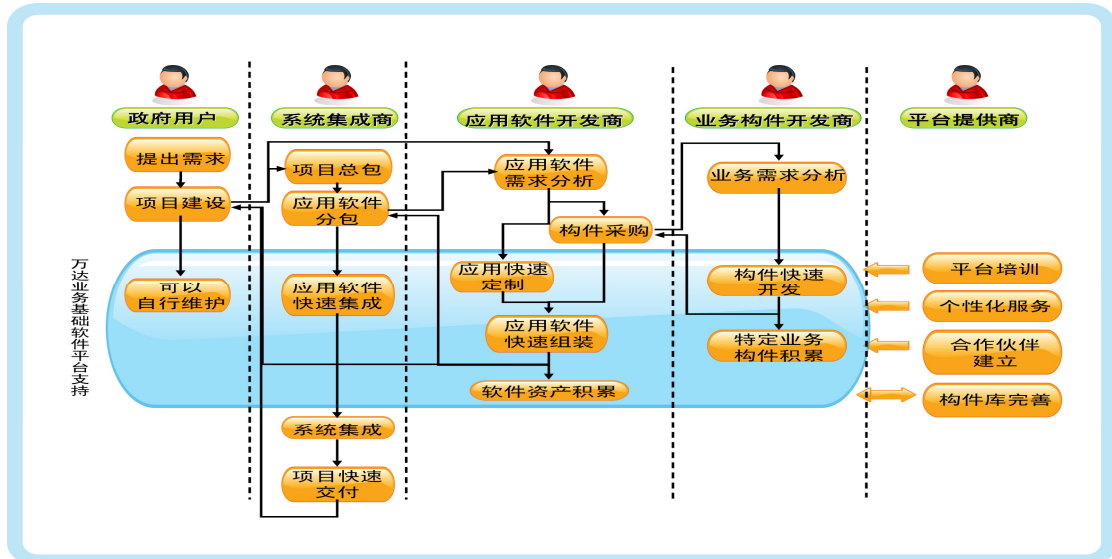 政府用户
系统集成商
应用软件开发商
业务构件开发商
平台提供商
提出需求
项目建设
可以
自行维护
项目总包
应用软件
分包
应用软件
快速集成
系统集成
项目快速
交付
应用软件
需求分析
构件采购
应用快速
定制
应用软件
快速组装
软件资产积累
业务需求分析
构件快速
开发
特定业务
构件积累
平台培训
个性化服务
合作伙伴
建立
构件库完善
万达业务基础软件平台支持